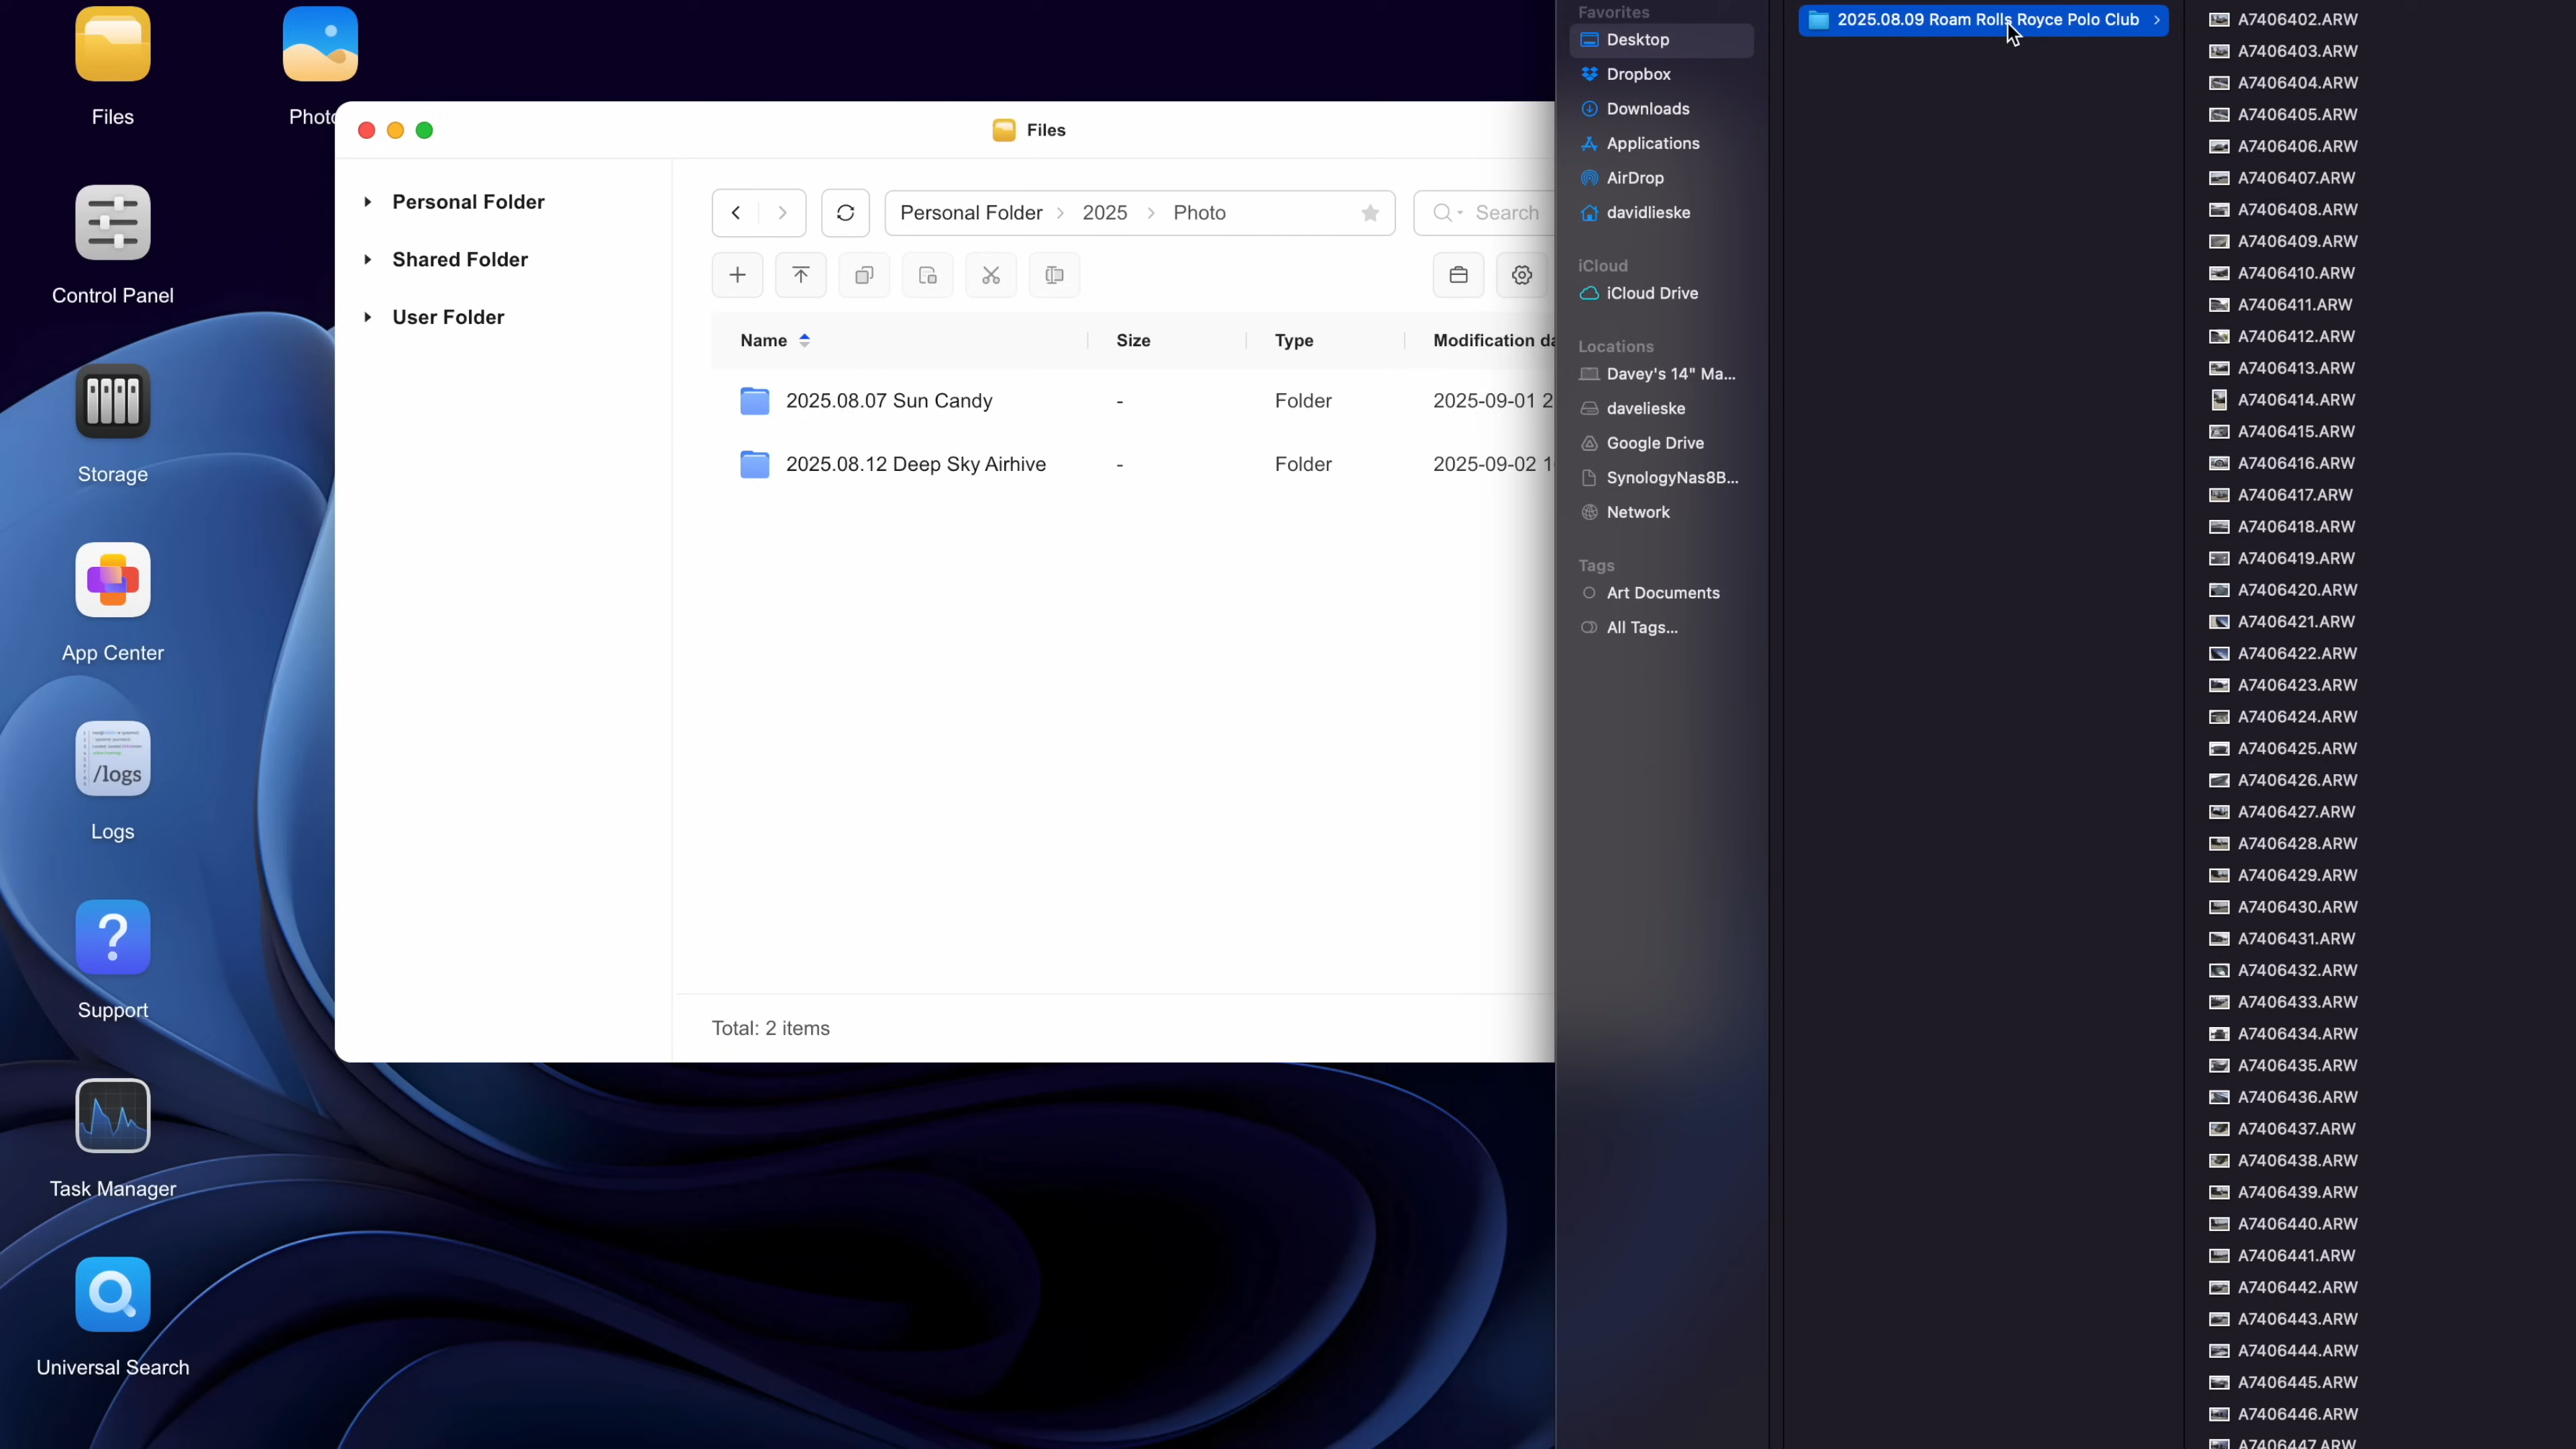 Files
Photo
Control Panel
Storage
App Center
/logs
Logs
Support
Task Manager
Universal Search
Files
Personal Folder
Shared Folder
User Folder
Personal Folder > 2025 > Photo
Search
Name Size Type Modification da
2025.08.07 Sun Candy - Folder 2025-09-01 2
2025.08.12 Deep Sky Airhive - Folder 2025-09-02 1
Total: 2 items
Favorites
Desktop
Dropbox
Downloads
Applications
AirDrop
davidlieske
iCloud
iCloud Drive
Locations
Davey's 14" Ma...
davelieske
Google Drive
SynologyNas8B...
Network
Tags
Art Documents
All Tags...
2025.08.09 Roam Rolls Royce Polo Club
A7406402.ARW
A7406403.ARW
A7406404.ARW
A7406405.ARW
A7406406.ARW
A7406407.ARW
A7406408.ARW
A7406409.ARW
A7406410.ARW
A7406411.ARW
A7406412.ARW
A7406413.ARW
A7406414.ARW
A7406415.ARW
A7406416.ARW
A7406417.ARW
A7406418.ARW
A7406419.ARW
A7406420.ARW
A7406421.ARW
A7406422.ARW
A7406423.ARW
A7406424.ARW
A7406425.ARW
A7406426.ARW
A7406427.ARW
A7406428.ARW
A7406429.ARW
A7406430.ARW
A7406431.ARW
A7406432.ARW
A7406433.ARW
A7406434.ARW
A7406435.ARW
A7406436.ARW
A7406437.ARW
A7406438.ARW
A7406439.ARW
A7406440.ARW
A7406441.ARW
A7406442.ARW
A7406443.ARW
A7406444.ARW
A7406445.ARW
A7406446.ARW
A7406447.ARW